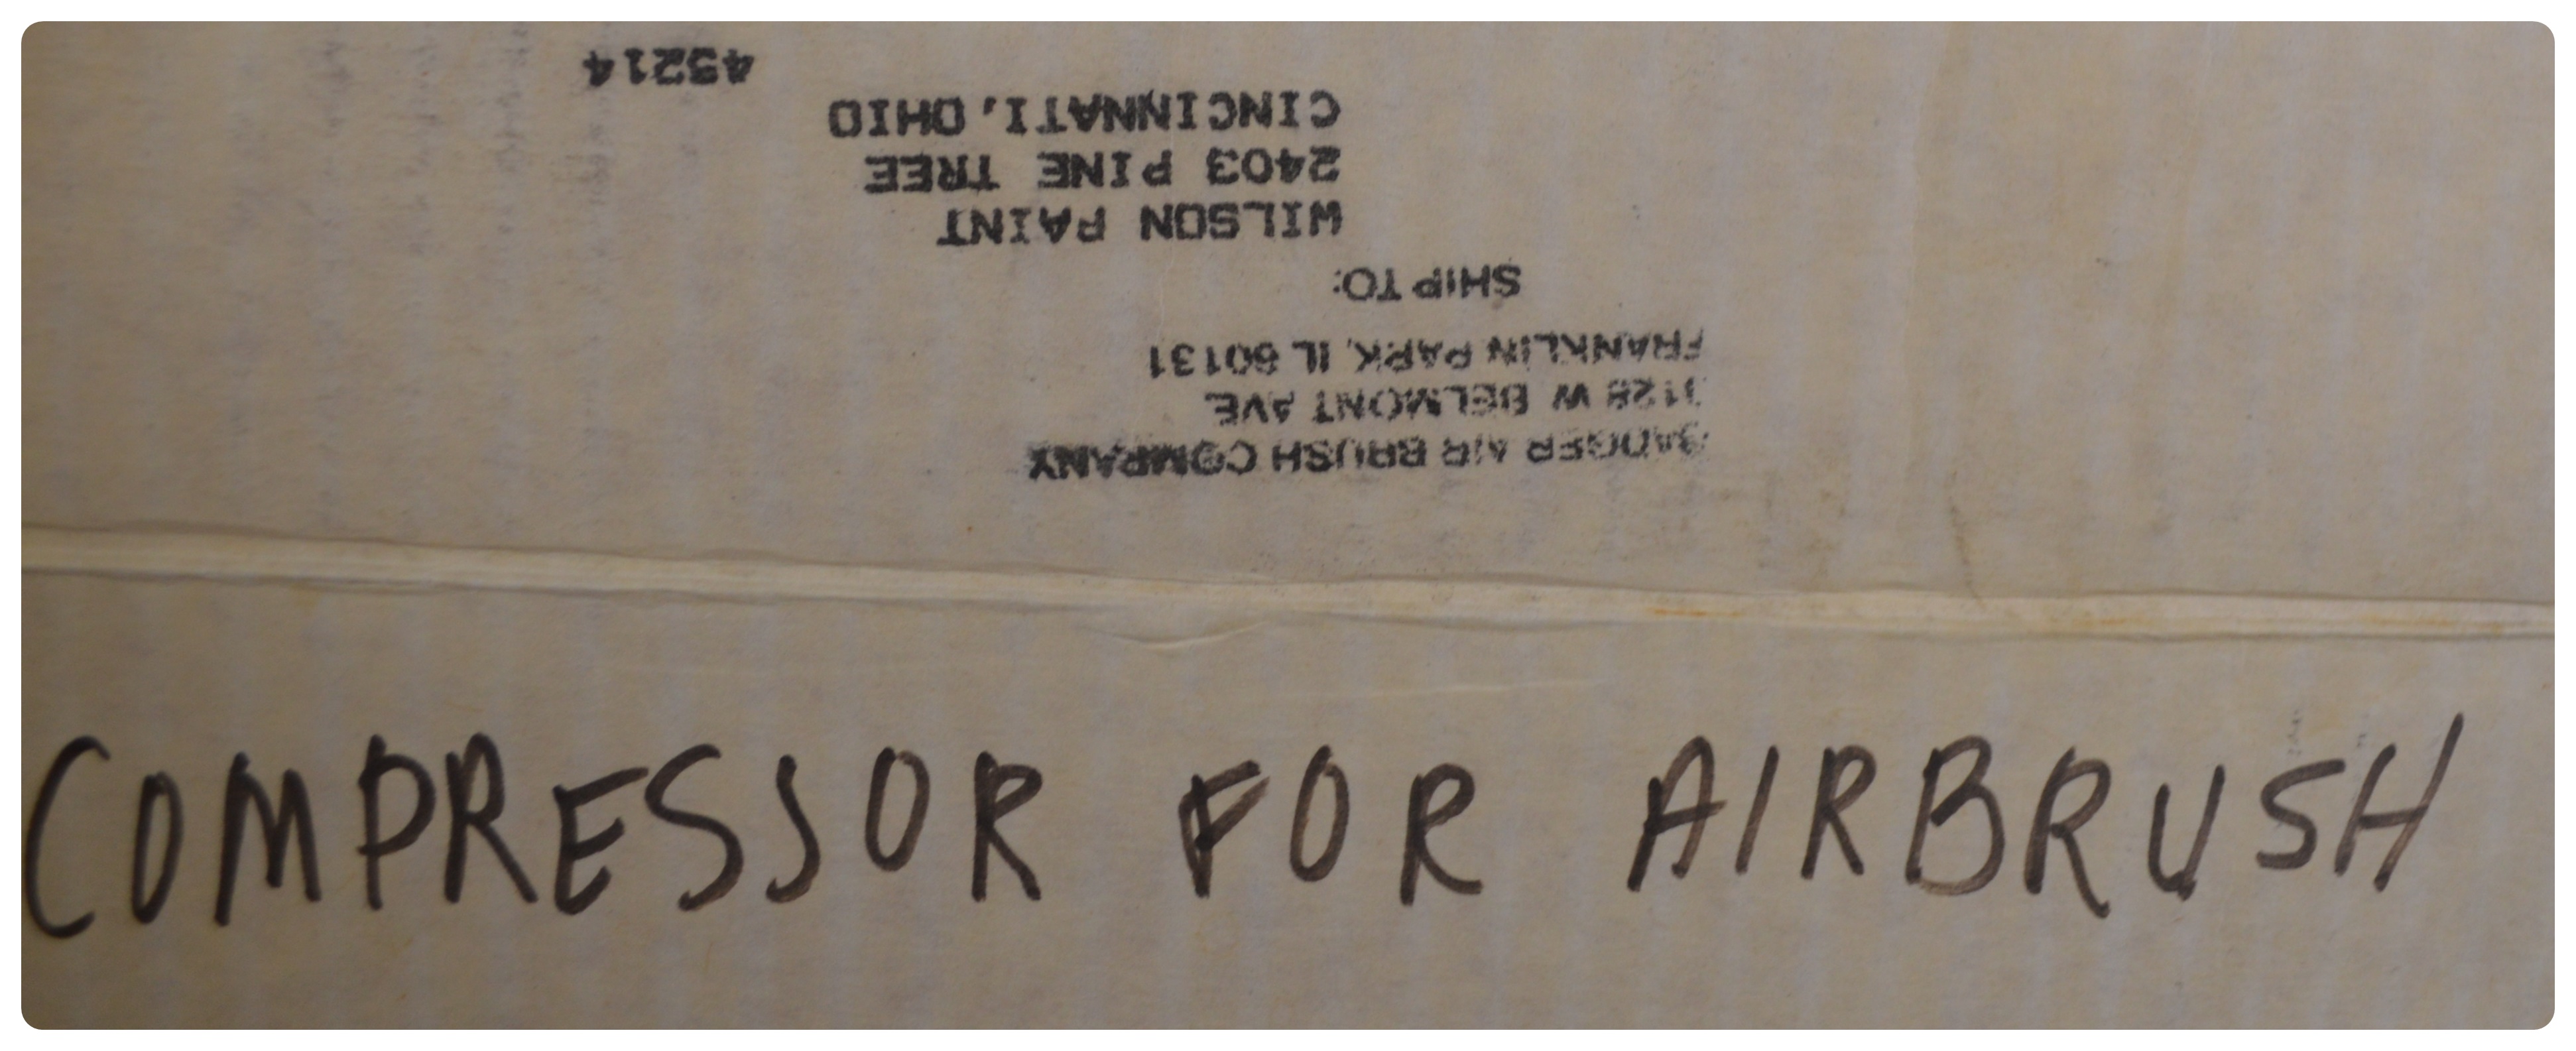 BADGER AIR BRUSH COMPANY
9128 W BELMONT AVE.
FRANKLIN PARK, IL 60131
SHIP TO:
WILSON PAINT
2403 PINE TREE
CINCINNATI, OHIO
45214
COMPRESSOR FOR AIRBRUSH